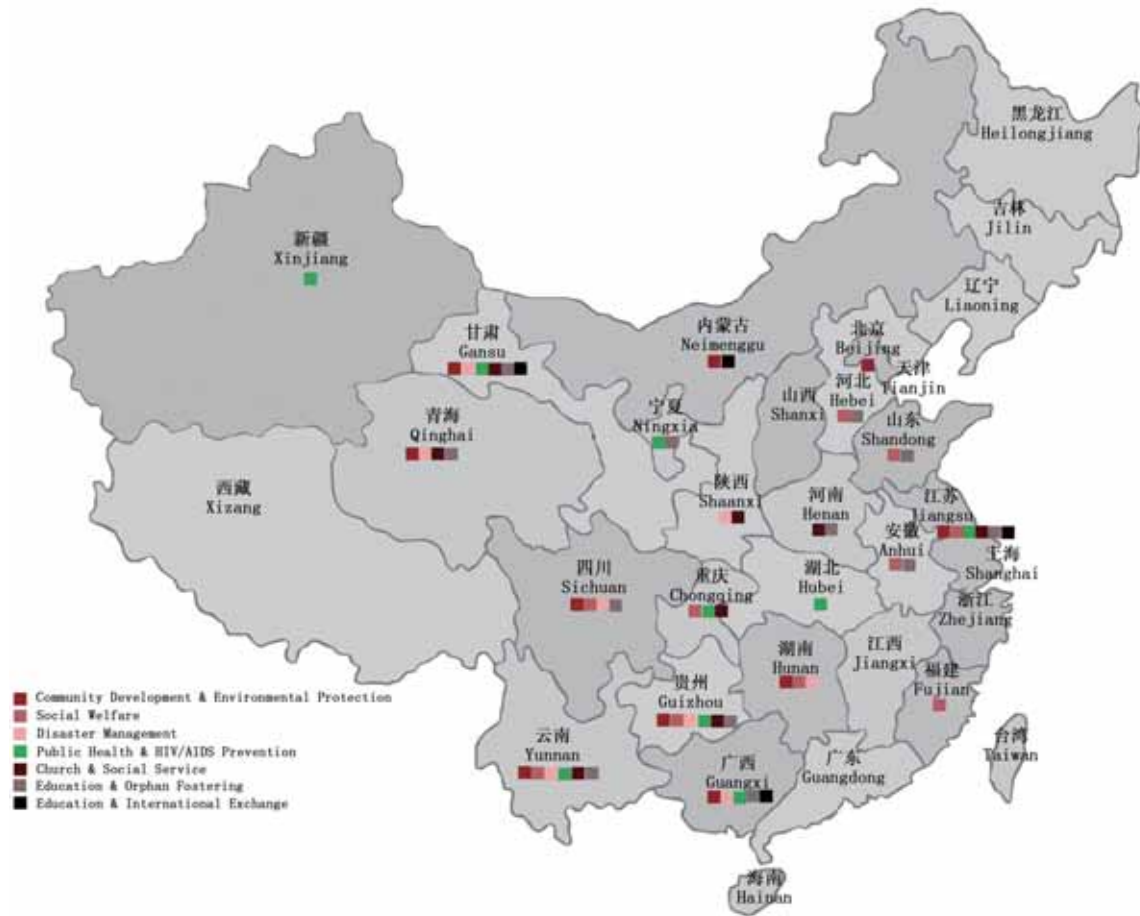 黑龙江
Heilongjiang
吉林
Jilin
辽宁
Liaoning
新疆
Xinjiang
甘肃
Gansu
内蒙古
Neimenggu
北京
Beijing
天津
Tianjin
河北
Hebei
山西
Shanxi
宁夏
Ningxia
青海
Qinghai
山东
Shandong
西藏
Xizang
陕西
Shaanxi
河南
Henan
江苏
Jiangsu
安徽
Anhui
上海
Shanghai
四川
Sichuan
重庆
Chongqing
湖北
Hubei
浙江
Zhejiang
湖南
Hunan
江西
Jiangxi
福建
Fujian
贵州
Guizhou
云南
Yunnan
广西
Guangxi
广东
Guangdong
台湾
Taiwan
海南
Hainan
Community Development & Environmental Protection
Social Welfare
Disaster Management
Public Health & HIV/AIDS Prevention
Church & Social Service
Education & Orphan Fostering
Education & International Exchange